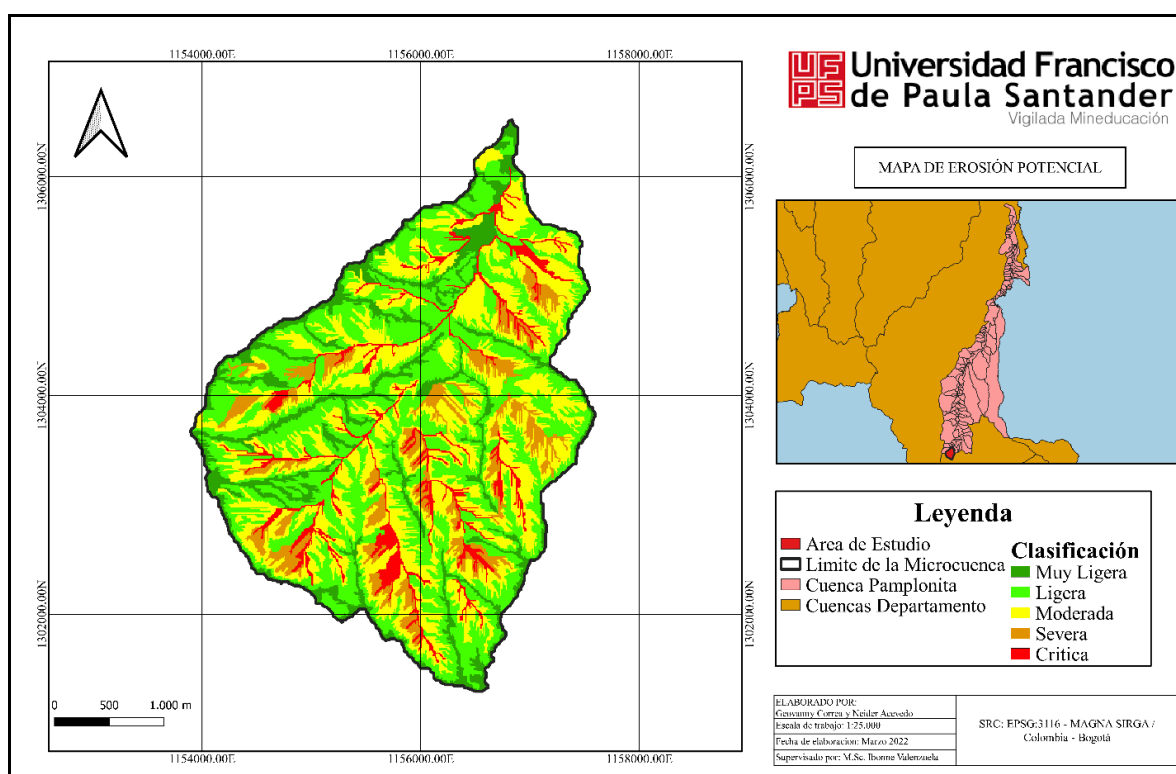 1154000.00E
1156000.00E
1158000.00E
1306000.00N
1304000.00N
1302000.00N
1306000.00N
1304000.00N
1302000.00N
0 500 1.000 m
1154000.00E
1156000.00E
1158000.00E
UFPS
Universidad Francisco
de Paula Santander
Vigilada Mineducación
MAPA DE EROSIÓN POTENCIAL
Leyenda
Area de Estudio
Limite de la Microcuenca
Cuenca Pamplonita
Cuencas Departamento
Clasificación
Muy Ligera
Ligera
Moderada
Severa
Critica
ELABORADO POR:
Geovanny Correa y Neider Acevedo
Escala de trabajo: 1:25.000
Fecha de elaboracion: Marzo 2022
Supervisado por: M.Sc. Ibonne Valenzuela
SRC: EPSG:3116 - MAGNA SIRGA /
Colombia - Bogotá